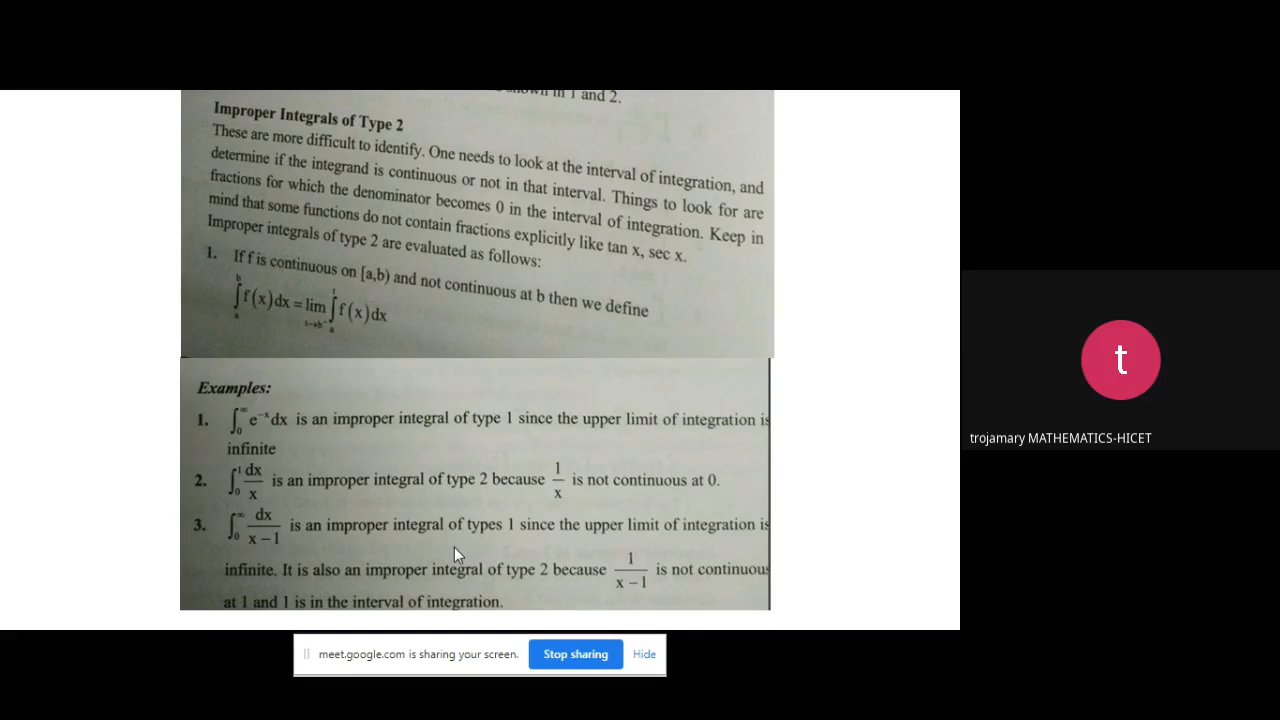 shown in 1 and 2.
Improper Integrals of Type 2
These are more difficult to identify. One needs to look at the interval of integration, and
determine if the integrand is continuous or not in that interval. Things to look for are
fractions for which the denominator becomes 0 in the interval of integration. Keep in
mind that some functions do not contain fractions explicitly like tan x, sec x.
Improper integrals of type 2 are evaluated as follows:
1. If f is continuous on [a,b) and not continuous at b then we define
∫ₐᵇ f(x)dx = lim t→b⁻ ∫ₐᵗ f(x)dx
Examples:
1. ∫₀^∞ e⁻ˣdx is an improper integral of type 1 since the upper limit of integration is
infinite
2. ∫₀¹ dx/x is an improper integral of type 2 because 1/x is not continuous at 0.
3. ∫₀^∞ dx/(x – 1) is an improper integral of types 1 since the upper limit of integration is
infinite. It is also an improper integral of type 2 because 1/(x – 1) is not continuous
at 1 and 1 is in the interval of integration.
t
trojamary MATHEMATICS-HICET
meet.google.com is sharing your screen. Stop sharing Hide